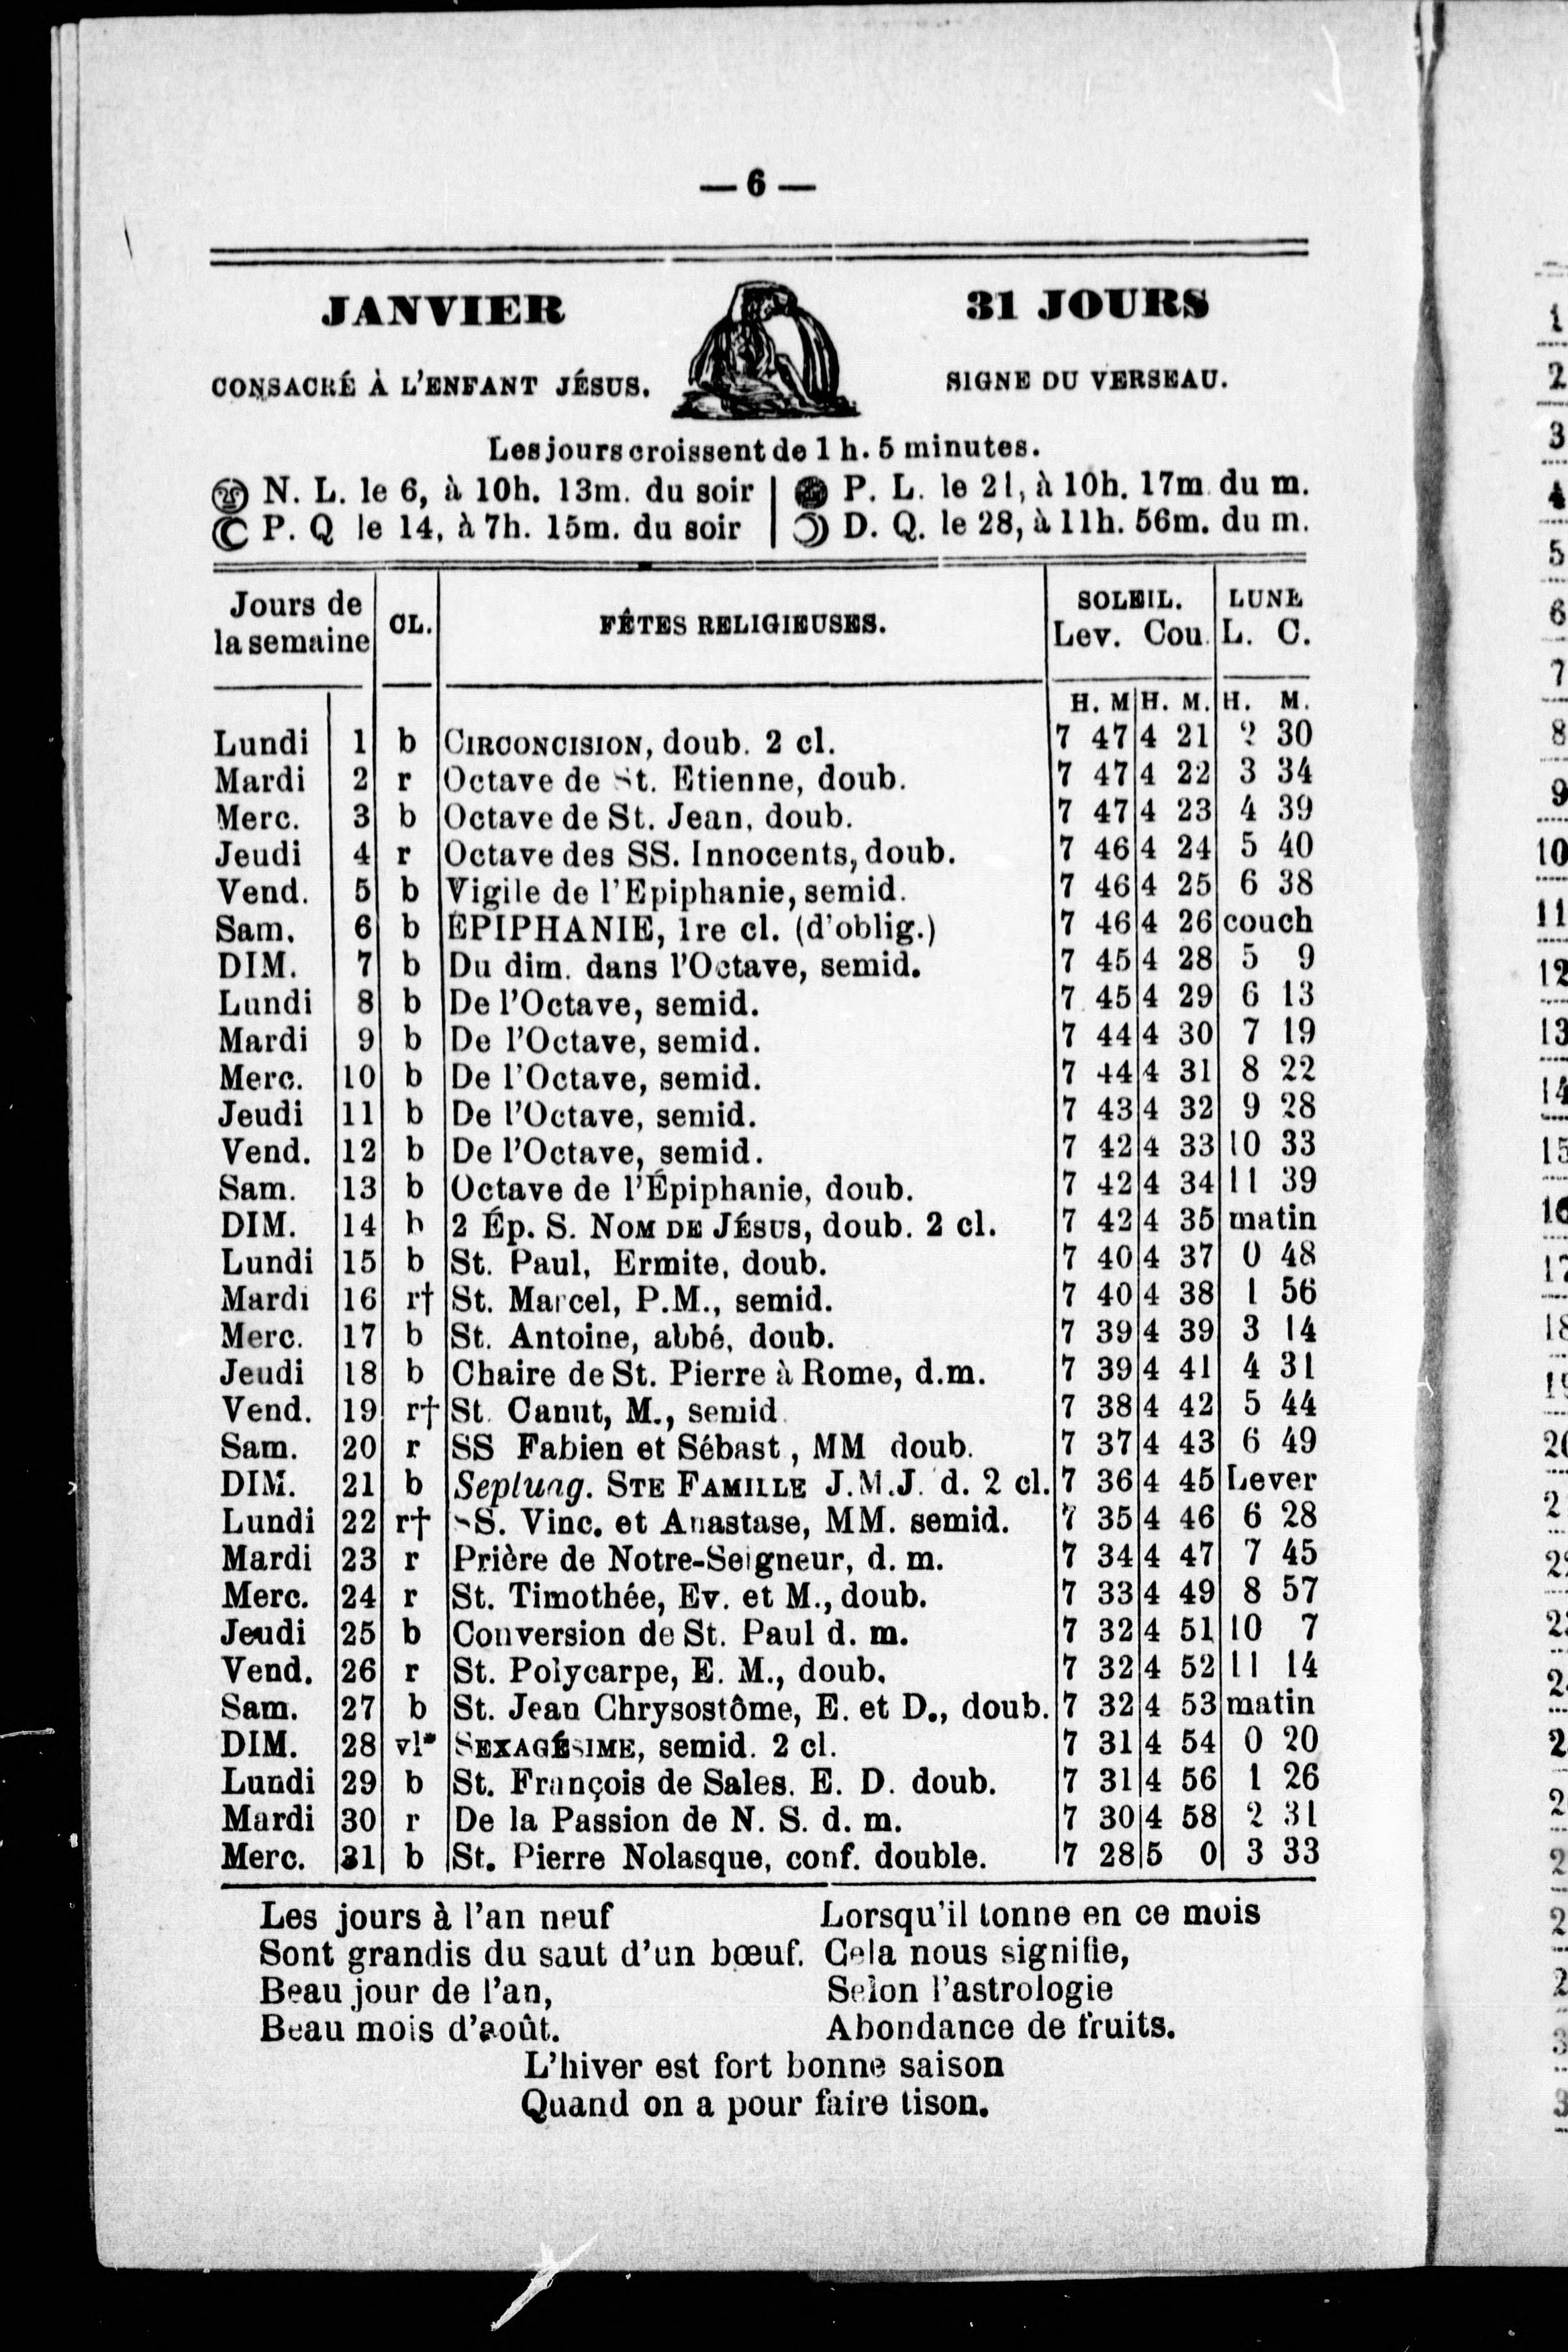 — 6 —
JANVIER
31 JOURS
CONSACRÉ À L'ENFANT JÉSUS.
SIGNE DU VERSEAU.
Les jours croissent de 1 h. 5 minutes.
N. L. le 6, à 10h. 13m. du soir | P. L. le 21, à 10h. 17m. du m.
P. Q le 14, à 7h. 15m. du soir | D. Q. le 28, à 11h. 56m. du m.
Jours de la semaine | CL. | FÊTES RELIGIEUSES. | SOLEIL. Lev. Cou. | LUNE L. C.
H. M | H. M. | H. M.
Lundi 1 b CIRCONCISION, doub. 2 cl. 7 47 4 21 2 30
Mardi 2 r Octave de St. Etienne, doub. 7 47 4 22 3 34
Merc. 3 b Octave de St. Jean, doub. 7 47 4 23 4 39
Jeudi 4 r Octave des SS. Innocents, doub. 7 46 4 24 5 40
Vend. 5 b Vigile de l'Epiphanie, semid. 7 46 4 25 6 38
Sam. 6 b ÉPIPHANIE, 1re cl. (d'oblig.) 7 46 4 26 couch
DIM. 7 b Du dim. dans l'Octave, semid. 7 45 4 28 5 9
Lundi 8 b De l'Octave, semid. 7 45 4 29 6 13
Mardi 9 b De l'Octave, semid. 7 44 4 30 7 19
Merc. 10 b De l'Octave, semid. 7 44 4 31 8 22
Jeudi 11 b De l'Octave, semid. 7 43 4 32 9 28
Vend. 12 b De l'Octave, semid. 7 42 4 33 10 33
Sam. 13 b Octave de l'Épiphanie, doub. 7 42 4 34 11 39
DIM. 14 b 2 Ép. S. NOM DE JÉSUS, doub. 2 cl. 7 42 4 35 matin
Lundi 15 b St. Paul, Ermite, doub. 7 40 4 37 0 48
Mardi 16 r† St. Marcel, P.M., semid. 7 40 4 38 1 56
Merc. 17 b St. Antoine, abbé, doub. 7 39 4 39 3 14
Jeudi 18 b Chaire de St. Pierre à Rome, d.m. 7 39 4 41 4 31
Vend. 19 r† St. Canut, M., semid. 7 38 4 42 5 44
Sam. 20 r SS Fabien et Sébast., MM doub. 7 37 4 43 6 49
DIM. 21 b Septuag. STE FAMILLE J.M.J. d. 2 cl. 7 36 4 45 Lever
Lundi 22 r† SS. Vinc. et Anastase, MM. semid. 7 35 4 46 6 28
Mardi 23 r Prière de Notre-Seigneur, d. m. 7 34 4 47 7 45
Merc. 24 r St. Timothée, Ev. et M., doub. 7 33 4 49 8 57
Jeudi 25 b Conversion de St. Paul d. m. 7 32 4 51 10 7
Vend. 26 r St. Polycarpe, E. M., doub. 7 32 4 52 11 14
Sam. 27 b St. Jean Chrysostôme, E. et D., doub. 7 32 4 53 matin
DIM. 28 vl* SEXAGÉSIME, semid. 2 cl. 7 31 4 54 0 20
Lundi 29 b St. François de Sales. E. D. doub. 7 31 4 56 1 26
Mardi 30 r De la Passion de N. S. d. m. 7 30 4 58 2 31
Merc. 31 b St. Pierre Nolasque, conf. double. 7 28 5 0 3 33
Les jours à l'an neuf
Sont grandis du saut d'un bœuf.
Beau jour de l'an,
Beau mois d'août.
Lorsqu'il tonne en ce mois
Cela nous signifie,
Selon l'astrologie
Abondance de fruits.
L'hiver est fort bonne saison
Quand on a pour faire tison.
1
2
3
4
5
6
7
8
9
10
11
12
13
14